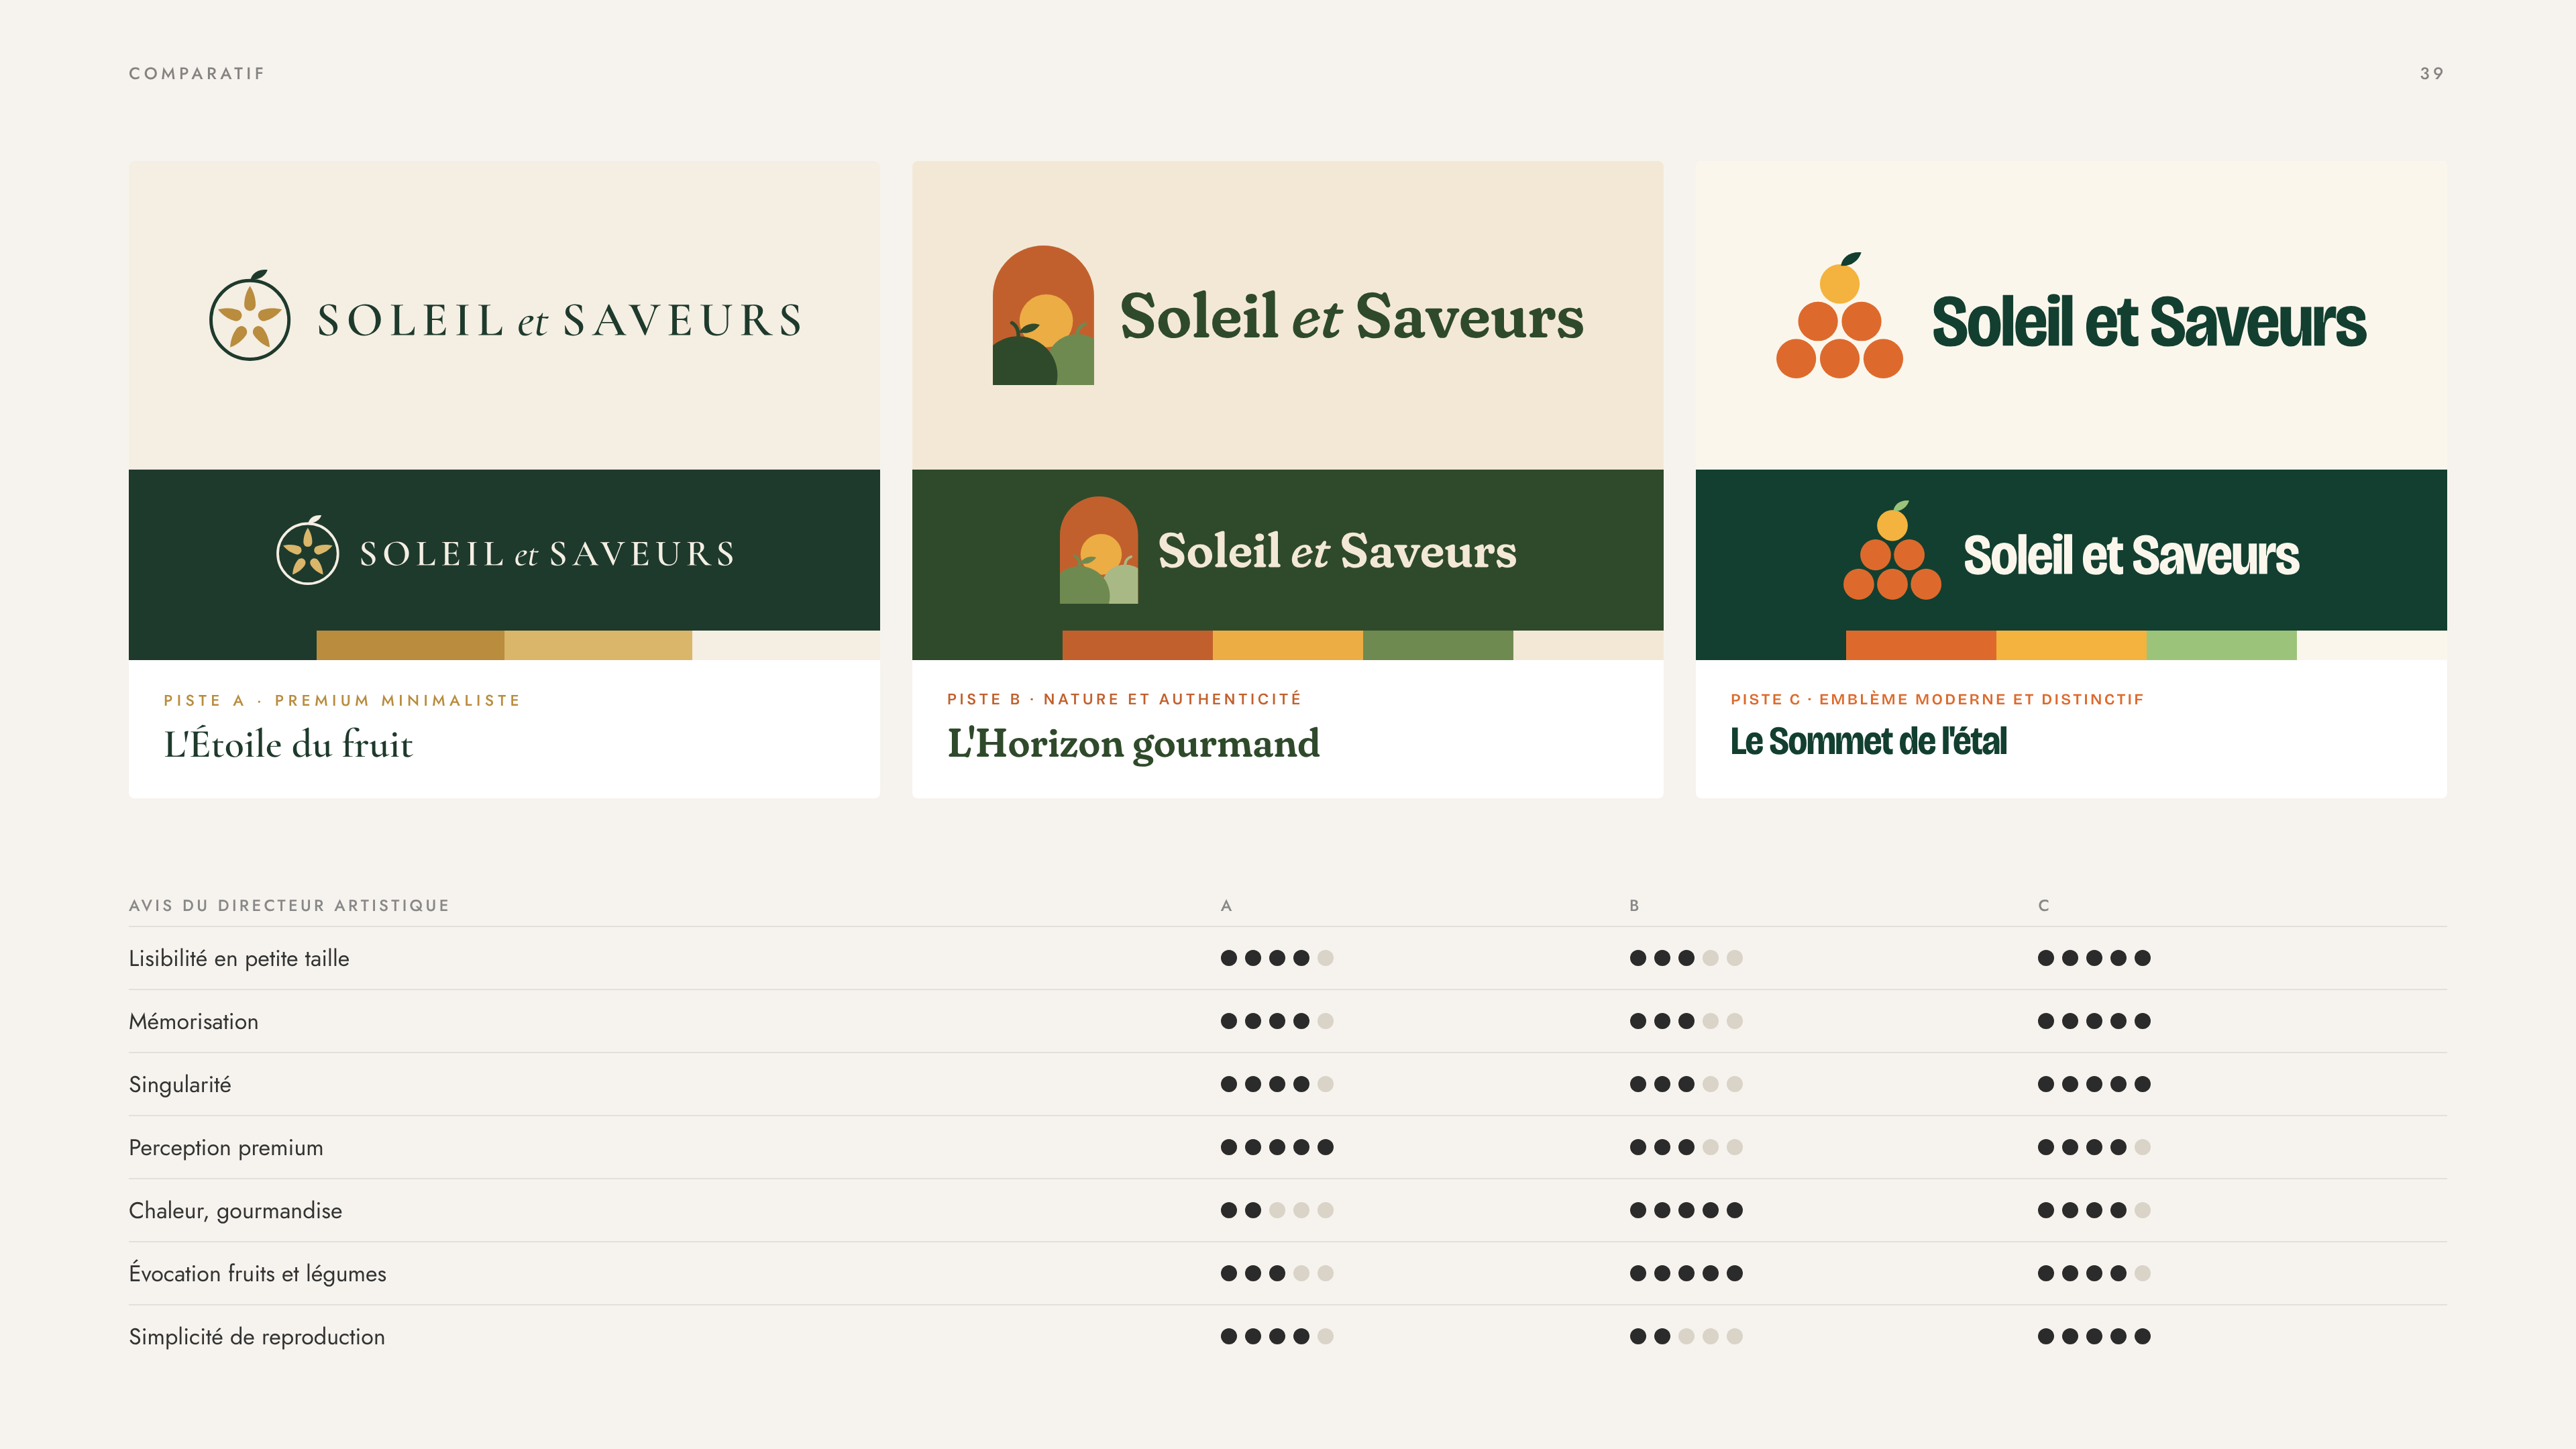 COMPARATIF
39
SOLEIL et SAVEURS
Soleil et Saveurs
Soleil et Saveurs
SOLEIL et SAVEURS
Soleil et Saveurs
Soleil et Saveurs
PISTE A · PREMIUM MINIMALISTE
L'Étoile du fruit
PISTE B · NATURE ET AUTHENTICITÉ
L'Horizon gourmand
PISTE C · EMBLÈME MODERNE ET DISTINCTIF
Le Sommet de l'étal
AVIS DU DIRECTEUR ARTISTIQUE A B C
Lisibilité en petite taille
Mémorisation
Singularité
Perception premium
Chaleur, gourmandise
Évocation fruits et légumes
Simplicité de reproduction